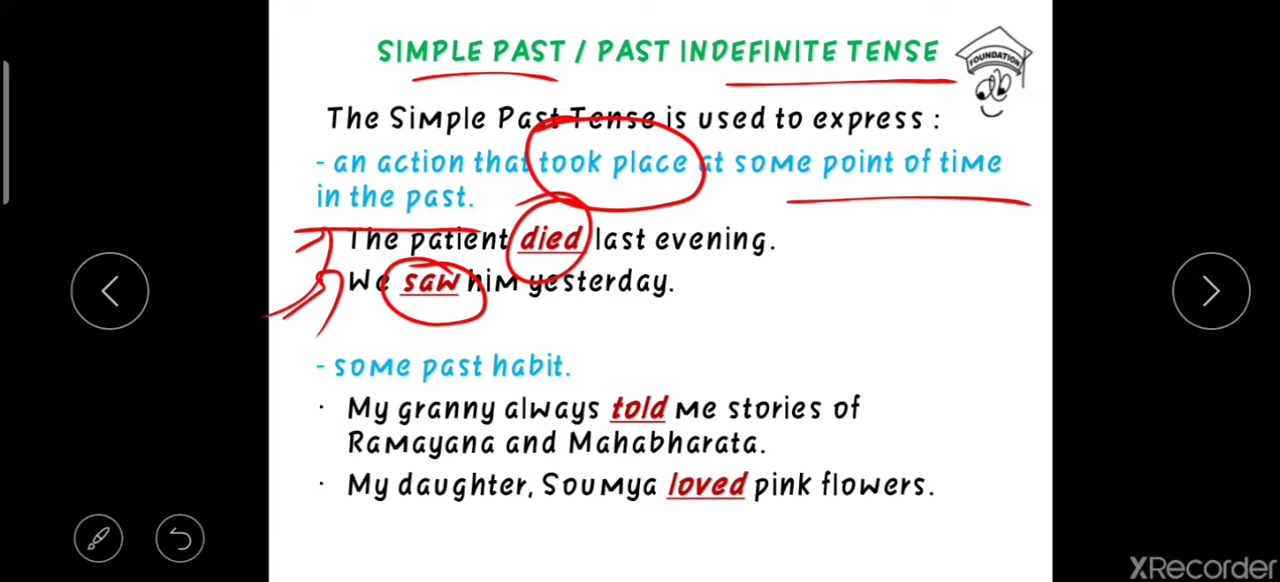 SIMPLE PAST / PAST INDEFINITE TENSE
FOUNDATION
The Simple Past Tense is used to express :
- an action that took place at some point of time
in the past.
The patient died last evening.
We saw him yesterday.
- some past habit.
· My granny always told me stories of
Ramayana and Mahabharata.
· My daughter, Soumya loved pink flowers.
XRecorder